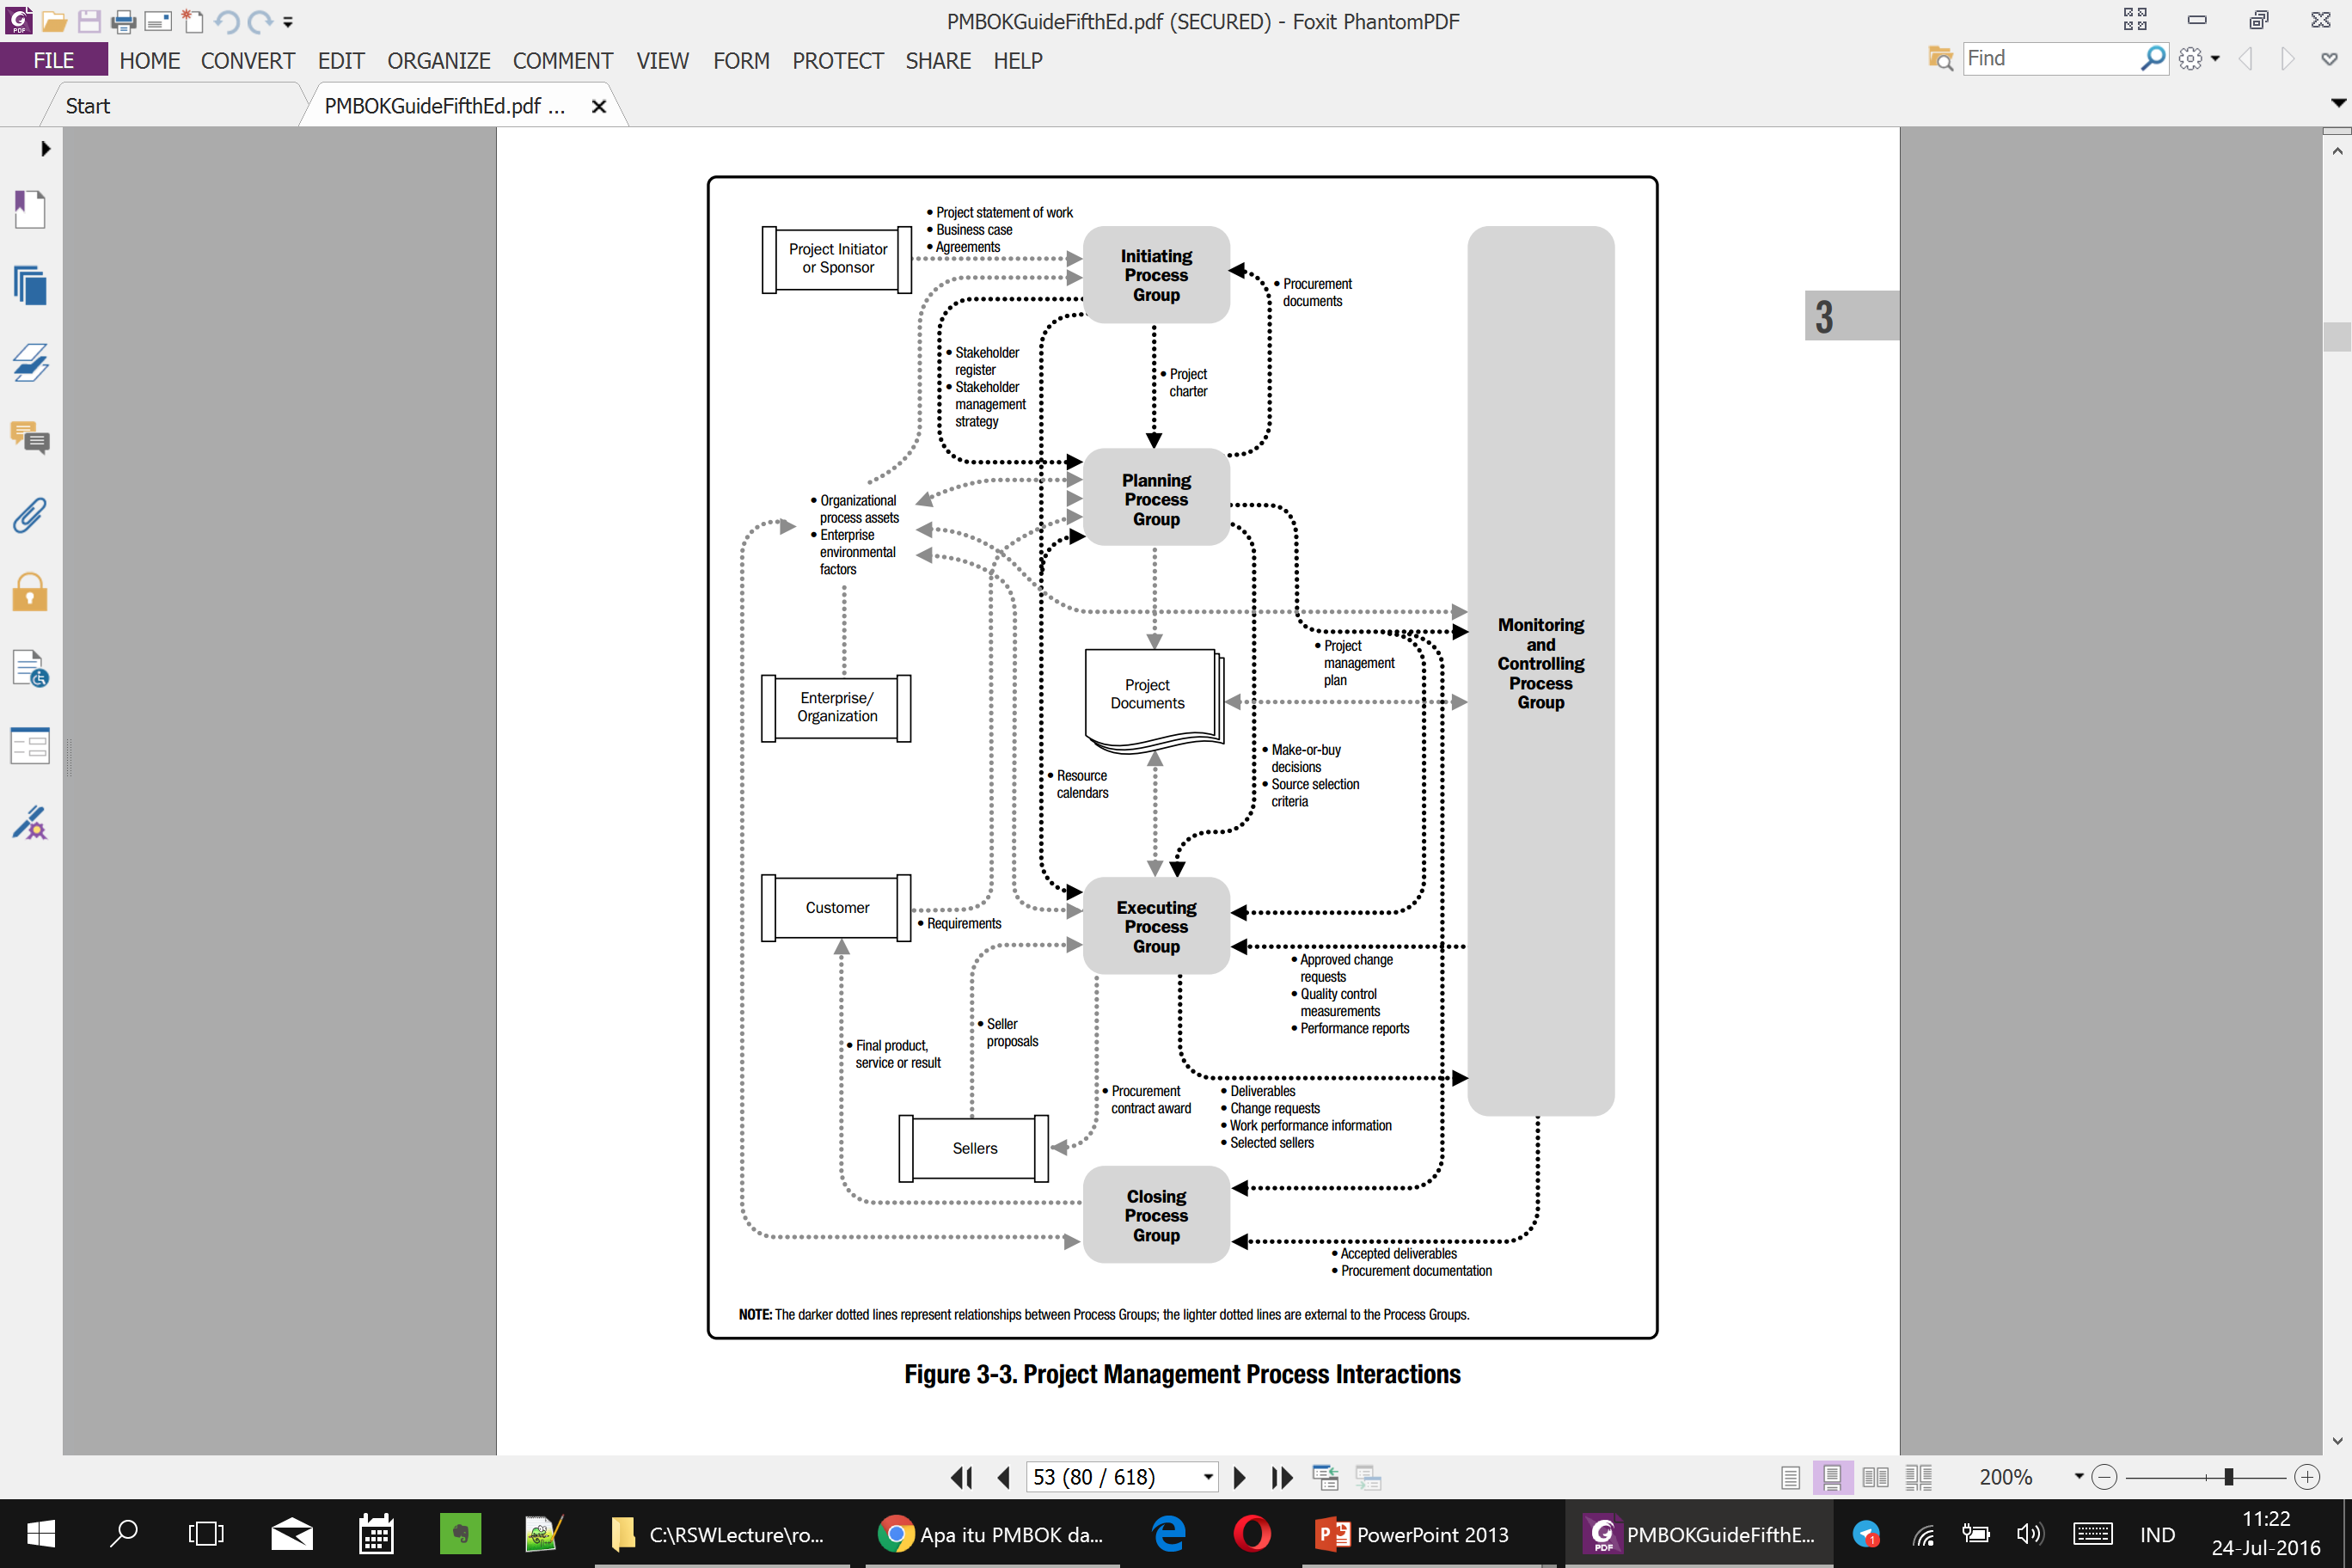 PMBOKGuideFifthEd.pdf (SECURED) - Foxit PhantomPDF
FILE HOME CONVERT EDIT ORGANIZE COMMENT VIEW FORM PROTECT SHARE HELP
Find
Start
PMBOKGuideFifthEd.pdf ...
3
Project Initiator
or Sponsor
• Project statement of work
• Business case
• Agreements
Initiating
Process
Group
• Procurement
documents
• Stakeholder
register
• Stakeholder
management
strategy
• Project
charter
Planning
Process
Group
• Organizational
process assets
• Enterprise
environmental
factors
Monitoring
and
Controlling
Process
Group
• Project
management
plan
Enterprise/
Organization
Project
Documents
• Resource
calendars
• Make-or-buy
decisions
• Source selection
criteria
Customer
• Requirements
Executing
Process
Group
• Approved change
requests
• Quality control
measurements
• Performance reports
• Final product,
service or result
• Seller
proposals
• Procurement
contract award
• Deliverables
• Change requests
• Work performance information
• Selected sellers
Sellers
Closing
Process
Group
• Accepted deliverables
• Procurement documentation
NOTE: The darker dotted lines represent relationships between Process Groups; the lighter dotted lines are external to the Process Groups.
Figure 3-3. Project Management Process Interactions
53 (80 / 618)
200%
C:\RSWLecture\ro...
Apa itu PMBOK da...
PowerPoint 2013
PMBOKGuideFifthE...
IND
11:22
24-Jul-2016